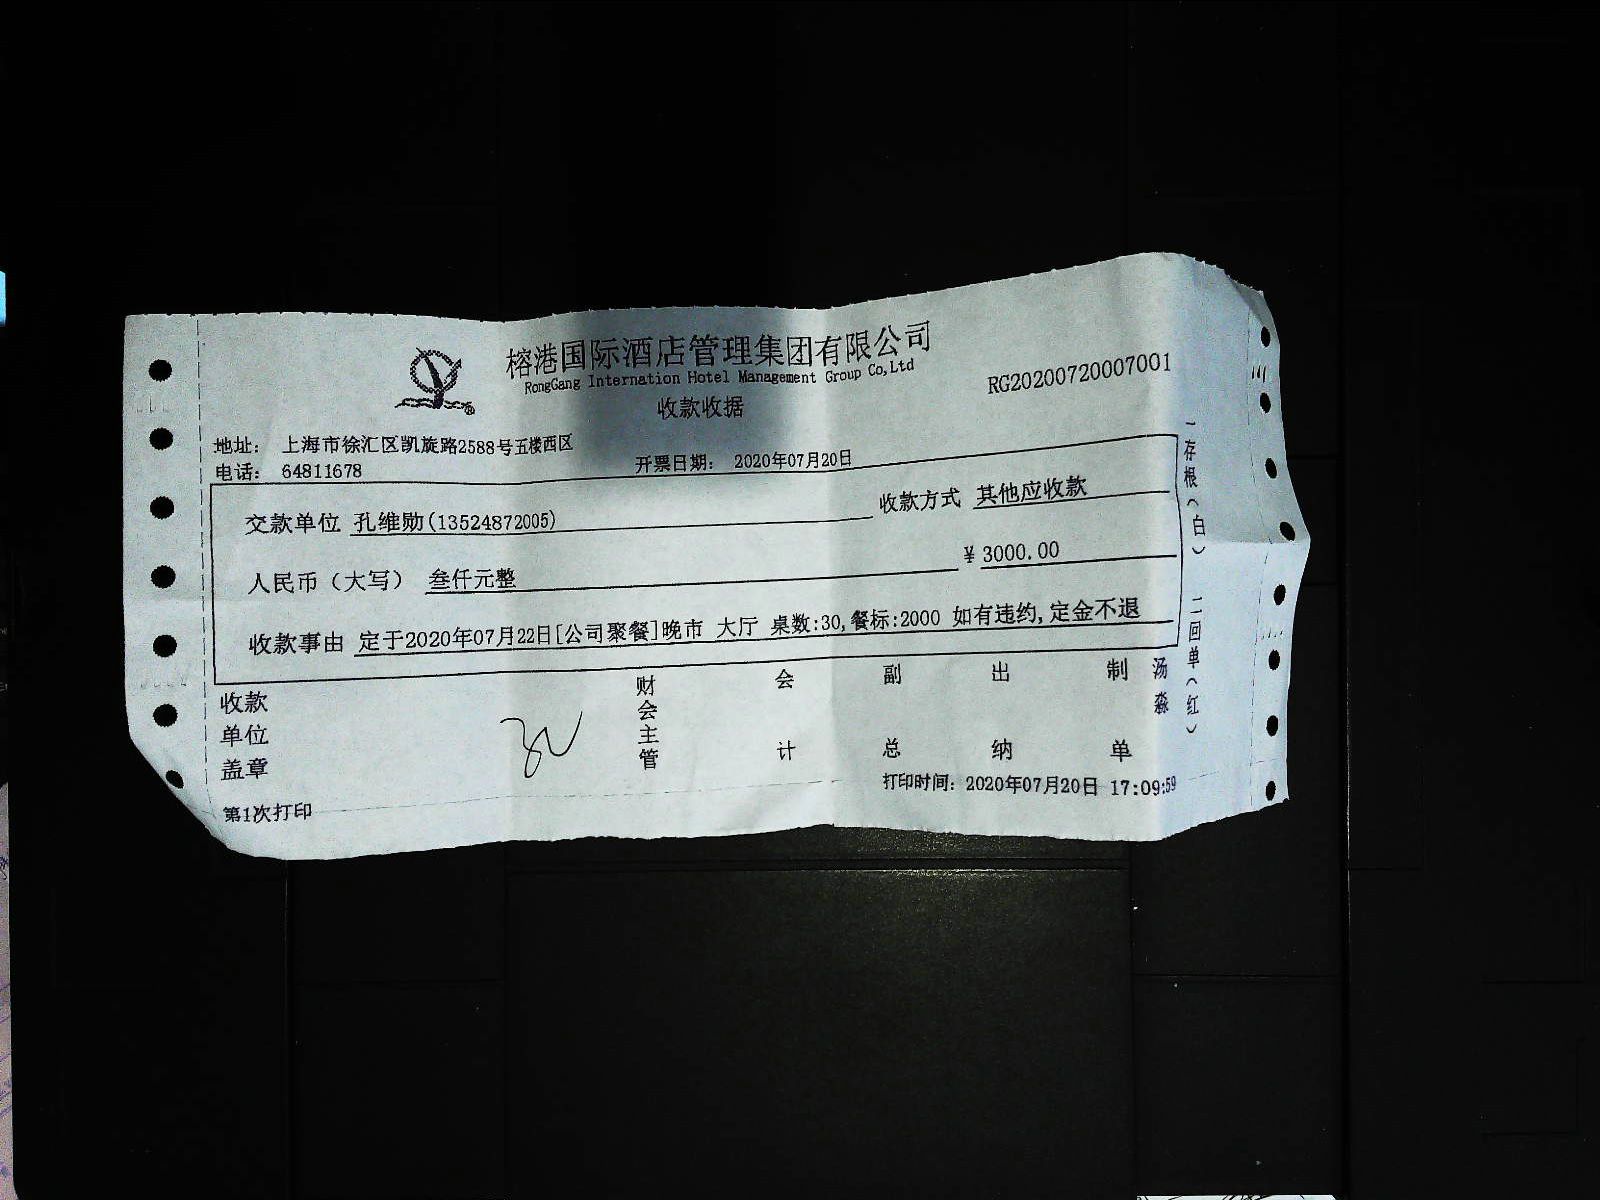 榕港国际酒店管理集团有限公司
RongGang Internation Hotel Management Group Co,Ltd
收款收据
RG20200720007001
地址： 上海市徐汇区凯旋路2588号五楼西区
电话： 64811678
开票日期： 2020年07月20日
交款单位 孔维勋(13524872005)
收款方式 其他应收款
人民币（大写） 叁仟元整
¥ 3000.00
收款事由 定于2020年07月22日[公司聚餐]晚市 大厅 桌数:30,餐标:2000 如有违约,定金不退
收款单位盖章
财会主管
会计
副总
出纳
制单
汤淼
打印时间： 2020年07月20日 17:09:59
第1次打印
一存根（白） 二回单（红）